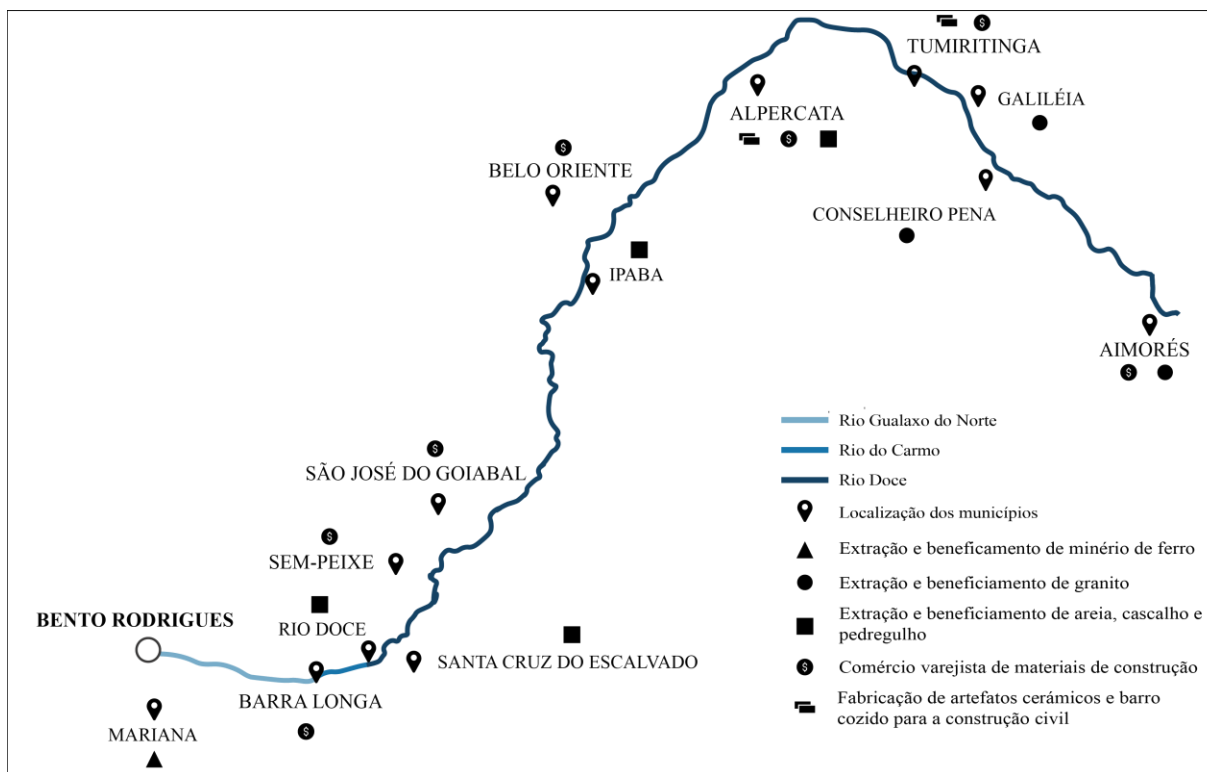 TUMIRITINGA
GALILÉIA
ALPERCATA
BELO ORIENTE
CONSELHEIRO PENA
IPABA
AIMORÉS
SÃO JOSÉ DO GOIABAL
SEM-PEIXE
BENTO RODRIGUES
RIO DOCE
SANTA CRUZ DO ESCALVADO
BARRA LONGA
MARIANA
Rio Gualaxo do Norte
Rio do Carmo
Rio Doce
Localização dos municípios
Extração e beneficamento de minério de ferro
Extração e beneficiamento de granito
Extração e beneficiamento de areia, cascalho e
pedregulho
Comércio varejista de materiais de construção
Fabricação de artefatos cerámicos e barro
cozido para a construção civil